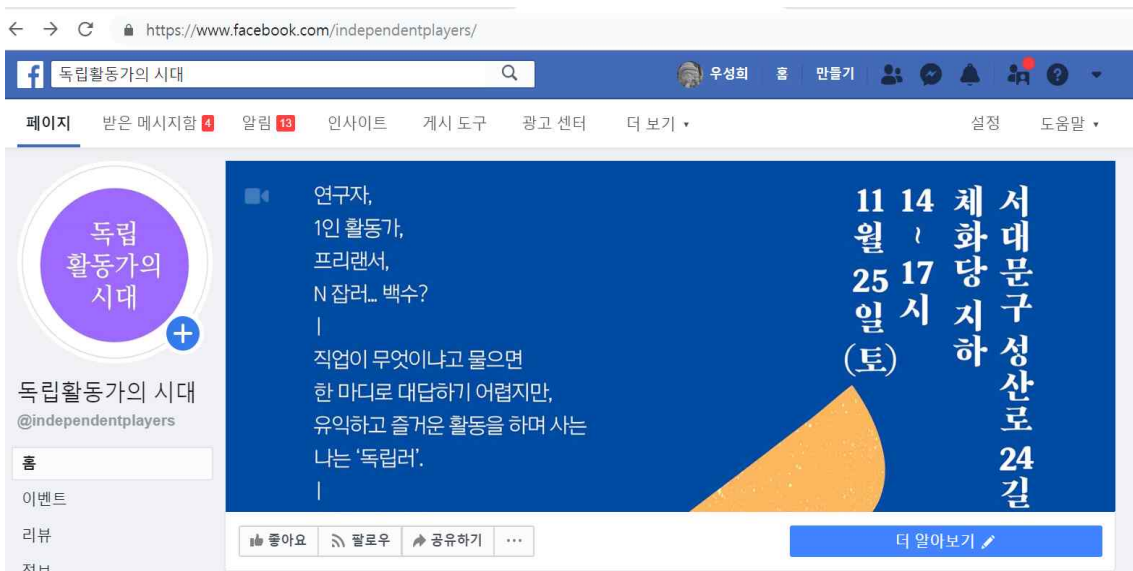 https://www.facebook.com/independentplayers/
독립활동가의 시대
우성희 홈 만들기
페이지 받은 메시지함 4 알림 13 인사이트 게시 도구 광고 센터 더 보기 설정 도움말
독립
활동가의
시대
독립활동가의 시대
@independentplayers
홈
이벤트
리뷰
정보
연구자,
1인 활동가,
프리랜서,
N 잡러... 백수?
|
직업이 무엇이냐고 물으면
한 마디로 대답하기 어렵지만,
유익하고 즐거운 활동을 하며 사는
나는 ‘독립러’.
|
서대문구 성산로 24길
체화당 지하
14~17시
11월 25일(토)
좋아요 팔로우 공유하기 ...
더 알아보기